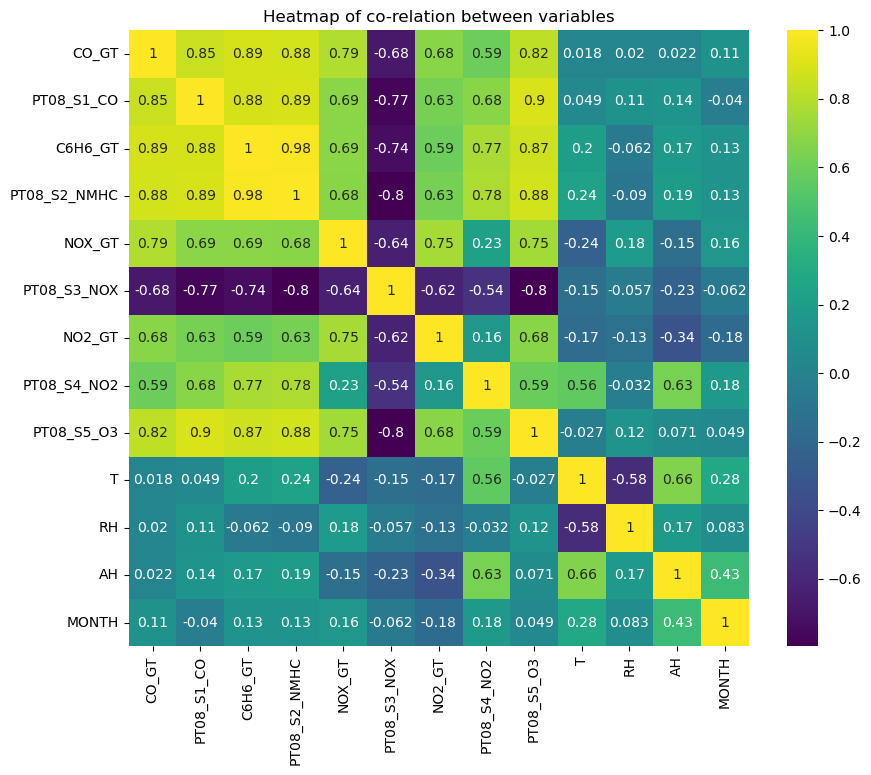 Heatmap of co-relation between variables
CO_GT 1 0.85 0.89 0.88 0.79 -0.68 0.68 0.59 0.82 0.018 0.02 0.022 0.11
PT08_S1_CO 0.85 1 0.88 0.89 0.69 -0.77 0.63 0.68 0.9 0.049 0.11 0.14 -0.04
C6H6_GT 0.89 0.88 1 0.98 0.69 -0.74 0.59 0.77 0.87 0.2 -0.062 0.17 0.13
PT08_S2_NMHC 0.88 0.89 0.98 1 0.68 -0.8 0.63 0.78 0.88 0.24 -0.09 0.19 0.13
NOX_GT 0.79 0.69 0.69 0.68 1 -0.64 0.75 0.23 0.75 -0.24 0.18 -0.15 0.16
PT08_S3_NOX -0.68 -0.77 -0.74 -0.8 -0.64 1 -0.62 -0.54 -0.8 -0.15 -0.057 -0.23 -0.062
NO2_GT 0.68 0.63 0.59 0.63 0.75 -0.62 1 0.16 0.68 -0.17 -0.13 -0.34 -0.18
PT08_S4_NO2 0.59 0.68 0.77 0.78 0.23 -0.54 0.16 1 0.59 0.56 -0.032 0.63 0.18
PT08_S5_O3 0.82 0.9 0.87 0.88 0.75 -0.8 0.68 0.59 1 -0.027 0.12 0.071 0.049
T 0.018 0.049 0.2 0.24 -0.24 -0.15 -0.17 0.56 -0.027 1 -0.58 0.66 0.28
RH 0.02 0.11 -0.062 -0.09 0.18 -0.057 -0.13 -0.032 0.12 -0.58 1 0.17 0.083
AH 0.022 0.14 0.17 0.19 -0.15 -0.23 -0.34 0.63 0.071 0.66 0.17 1 0.43
MONTH 0.11 -0.04 0.13 0.13 0.16 -0.062 -0.18 0.18 0.049 0.28 0.083 0.43 1
CO_GT
PT08_S1_CO
C6H6_GT
PT08_S2_NMHC
NOX_GT
PT08_S3_NOX
NO2_GT
PT08_S4_NO2
PT08_S5_O3
T
RH
AH
MONTH
1.0
0.8
0.6
0.4
0.2
0.0
−0.2
−0.4
−0.6